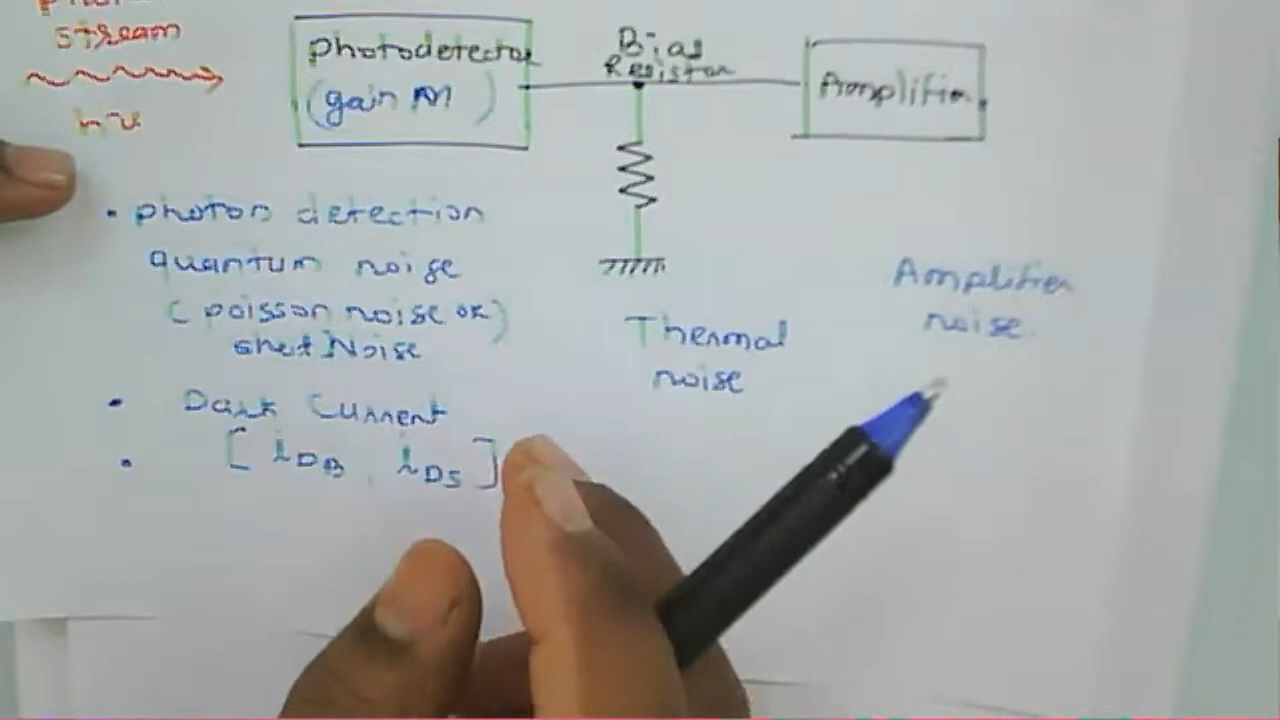 stream
hν
photodetector
(gain M)
Bias
Resistor
Amplifier
• photon detection
quantum noise
(poisson noise or)
shot Noise
Thermal
noise
Amplifier
noise
• Dark Current
• [iDB, iDS]